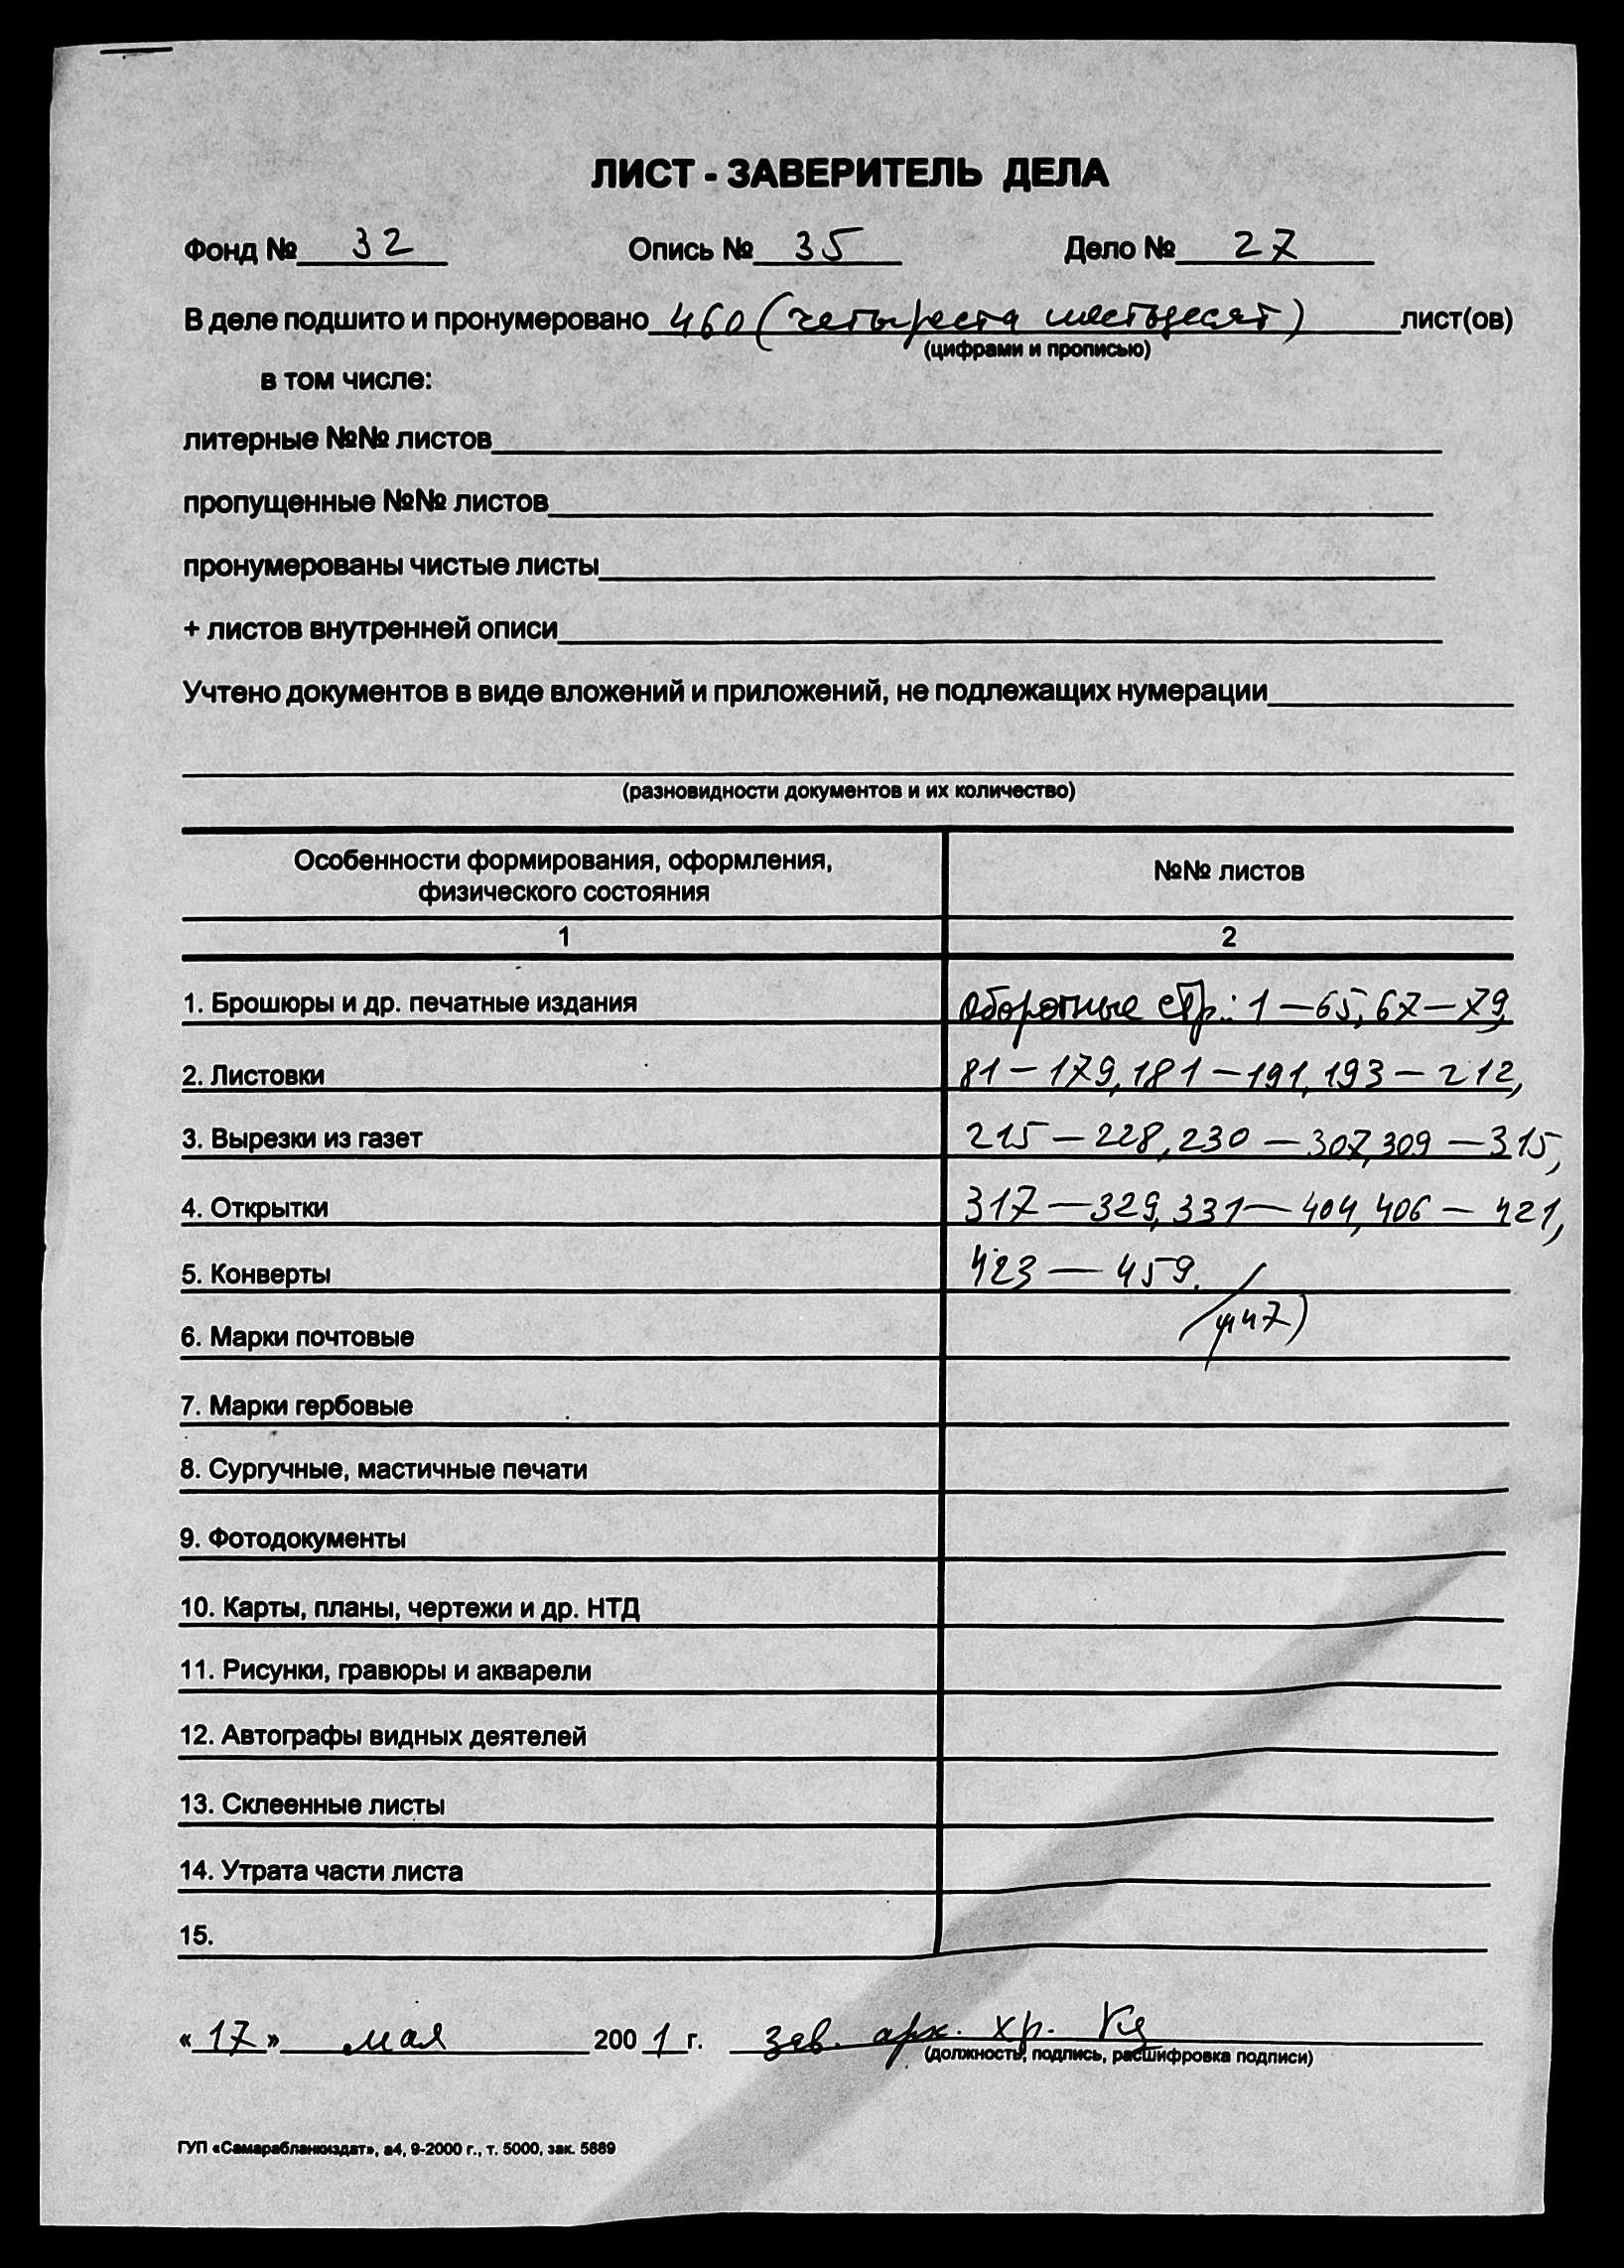 ЛИСТ - ЗАВЕРИТЕЛЬ ДЕЛА
Фонд № 32 Опись № 35 Дело № 27
В деле подшито и пронумеровано 460 (четыреста шестьдесят) лист(ов)
(цифрами и прописью)
в том числе:
литерные №№ листов
пропущенные №№ листов
пронумерованы чистые листы
+ листов внутренней описи
Учтено документов в виде вложений и приложений, не подлежащих нумерации
(разновидности документов и их количество)
Особенности формирования, оформления, №№ листов
физического состояния
1 2
1. Брошюры и др. печатные издания Оборотные стр.: 1 – 65, 67 – 79,
2. Листовки 81 – 179, 181 – 191, 193 – 212,
3. Вырезки из газет 215 – 228, 230 – 307, 309 – 315,
4. Открытки 317 – 329, 331 – 404, 406 – 421,
5. Конверты 423 – 459.
6. Марки почтовые
7. Марки гербовые
8. Сургучные, мастичные печати
9. Фотодокументы
10. Карты, планы, чертежи и др. НТД
11. Рисунки, гравюры и акварели
12. Автографы видных деятелей
13. Склеенные листы
14. Утрата части листа
15.
« 17 » мая 200 1 г. зав. арх. хр.
(должность, подпись, расшифровка подписи)
ГУП «Самарабланкиздат», а4, 9-2000 г., т. 5000, зак. 5889